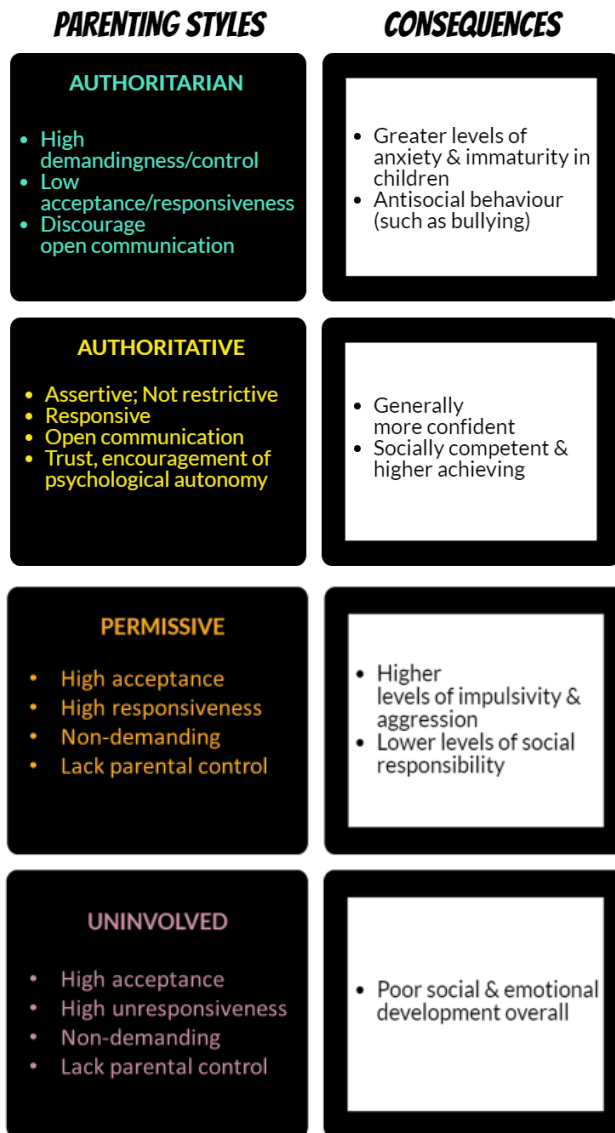 PARENTING STYLES
CONSEQUENCES
AUTHORITARIAN
• High
demandingness/control
• Low
acceptance/responsiveness
• Discourage
open communication
• Greater levels of
anxiety & immaturity in
children
• Antisocial behaviour
(such as bullying)
AUTHORITATIVE
• Assertive; Not restrictive
• Responsive
• Open communication
• Trust, encouragement of
psychological autonomy
• Generally
more confident
• Socially competent &
higher achieving
PERMISSIVE
• High acceptance
• High responsiveness
• Non-demanding
• Lack parental control
• Higher
levels of impulsivity &
aggression
• Lower levels of social
responsibility
UNINVOLVED
• High acceptance
• High unresponsiveness
• Non-demanding
• Lack parental control
• Poor social & emotional
development overall